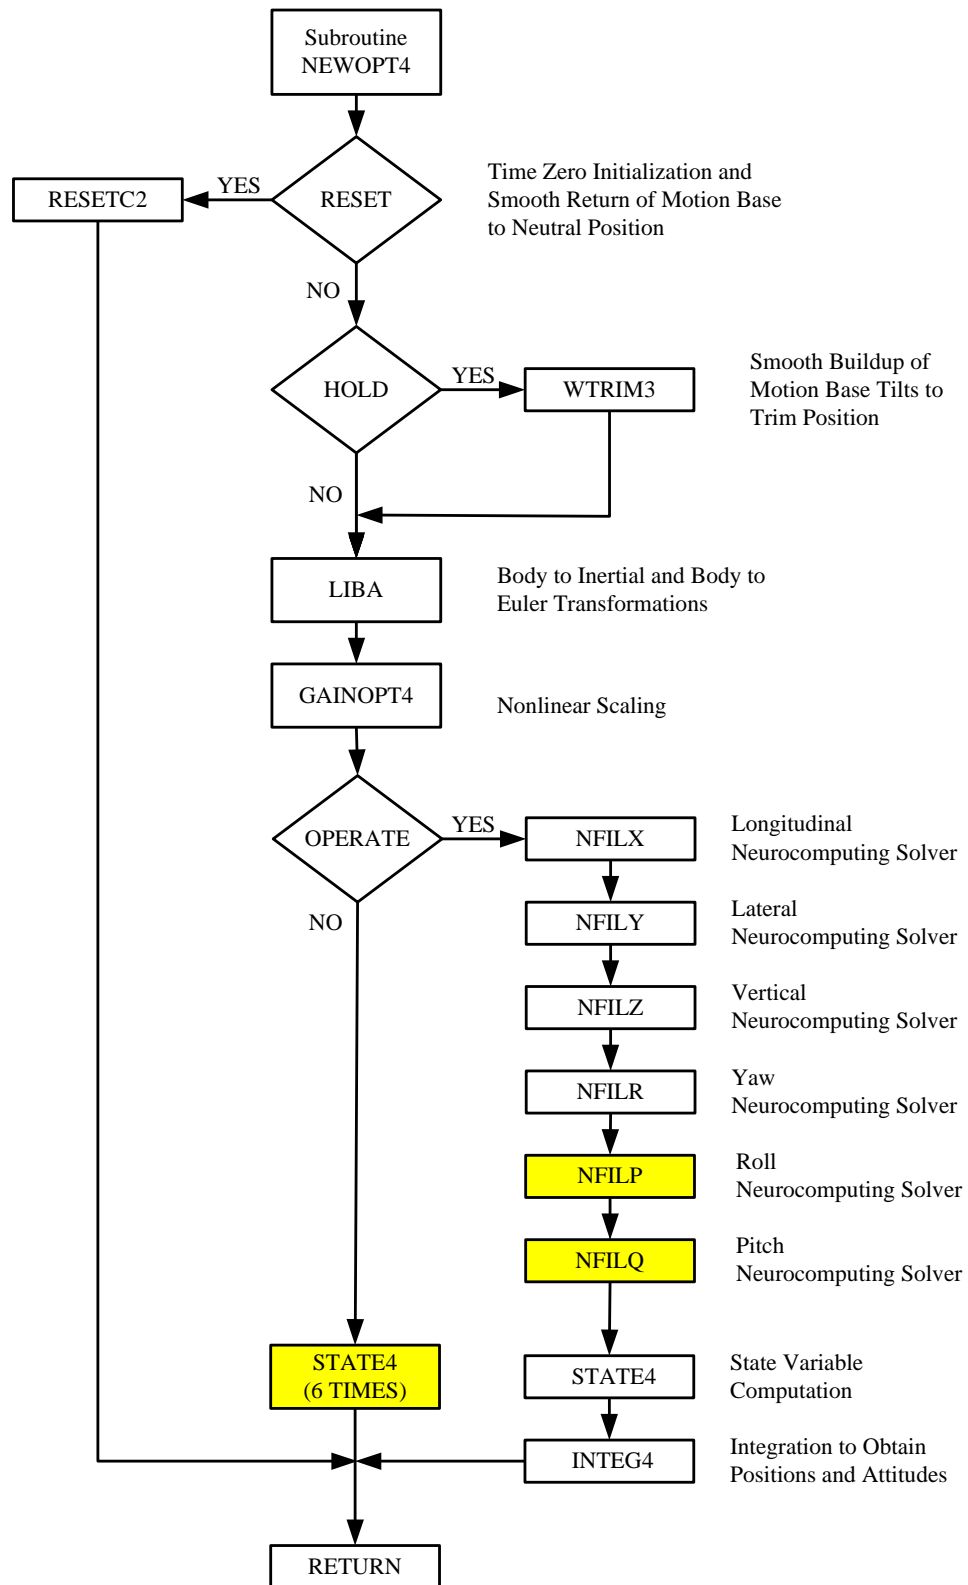 Subroutine
NEWOPT4
RESET
YES
RESETC2
Time Zero Initialization and
Smooth Return of Motion Base
to Neutral Position
NO
HOLD
YES
WTRIM3
Smooth Buildup of
Motion Base Tilts to
Trim Position
NO
LIBA
Body to Inertial and Body to
Euler Transformations
GAINOPT4
Nonlinear Scaling
OPERATE
YES
NFILX
Longitudinal
Neurocomputing Solver
NO
NFILY
Lateral
Neurocomputing Solver
NFILZ
Vertical
Neurocomputing Solver
NFILR
Yaw
Neurocomputing Solver
NFILP
Roll
Neurocomputing Solver
NFILQ
Pitch
Neurocomputing Solver
STATE4
(6 TIMES)
STATE4
State Variable
Computation
INTEG4
Integration to Obtain
Positions and Attitudes
RETURN